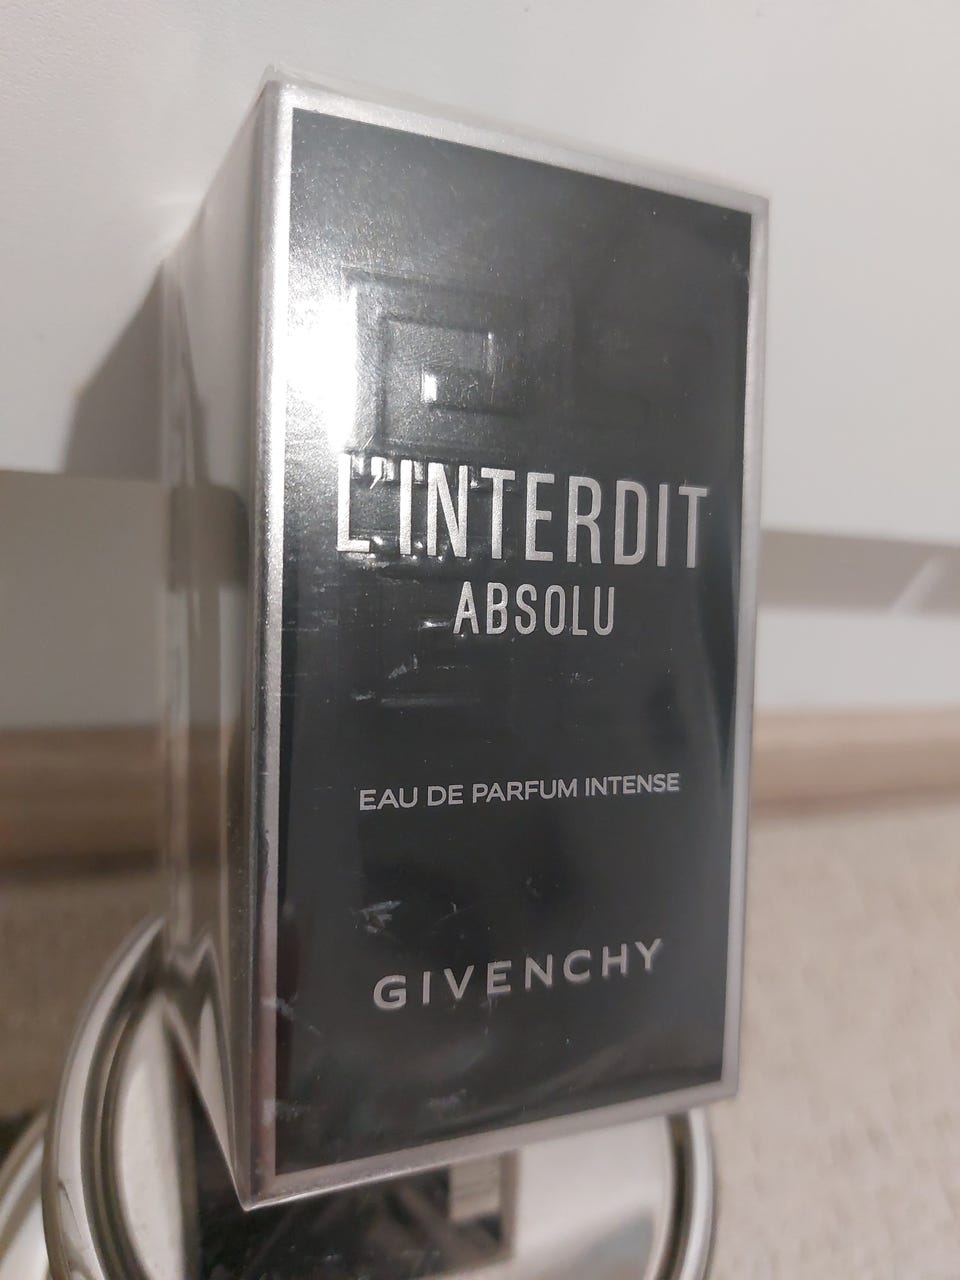 L'INTERDIT
ABSOLU
EAU DE PARFUM INTENSE
GIVENCHY